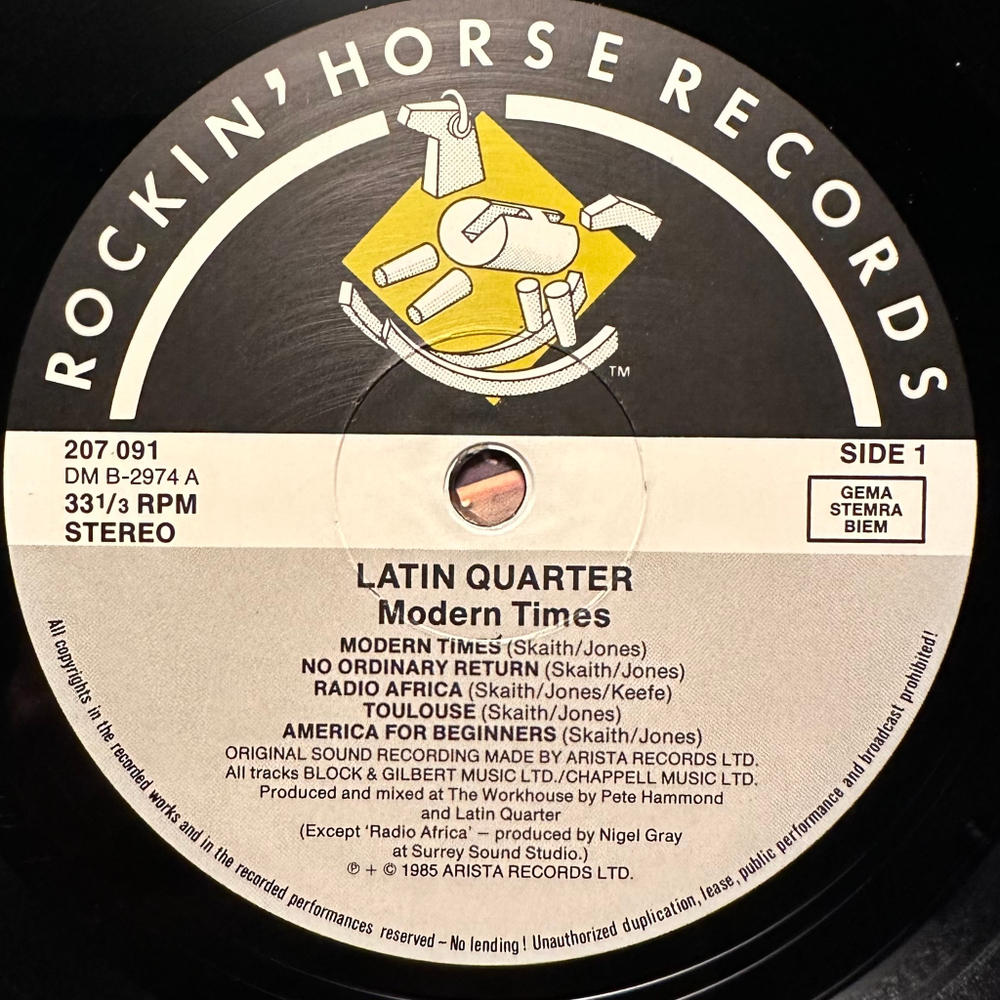 ROCKIN' HORSE RECORDS
TM
207 091
DM B-2974 A
33 1/3 RPM
STEREO
SIDE 1
GEMA
STEMRA
BIEM
LATIN QUARTER
Modern Times
MODERN TIMES (Skaith/Jones)
NO ORDINARY RETURN (Skaith/Jones)
RADIO AFRICA (Skaith/Jones/Keefe)
TOULOUSE (Skaith/Jones)
AMERICA FOR BEGINNERS (Skaith/Jones)
ORIGINAL SOUND RECORDING MADE BY ARISTA RECORDS LTD.
All tracks BLOCK & GILBERT MUSIC LTD./CHAPPELL MUSIC LTD.
Produced and mixed at The Workhouse by Pete Hammond
and Latin Quarter
(Except 'Radio Africa' – produced by Nigel Gray
at Surrey Sound Studio.)
℗ + © 1985 ARISTA RECORDS LTD.
All copyrights in the recorded works and in the recorded performances reserved – No lending! Unauthorized duplication, lease, public performance and broadcast prohibited!